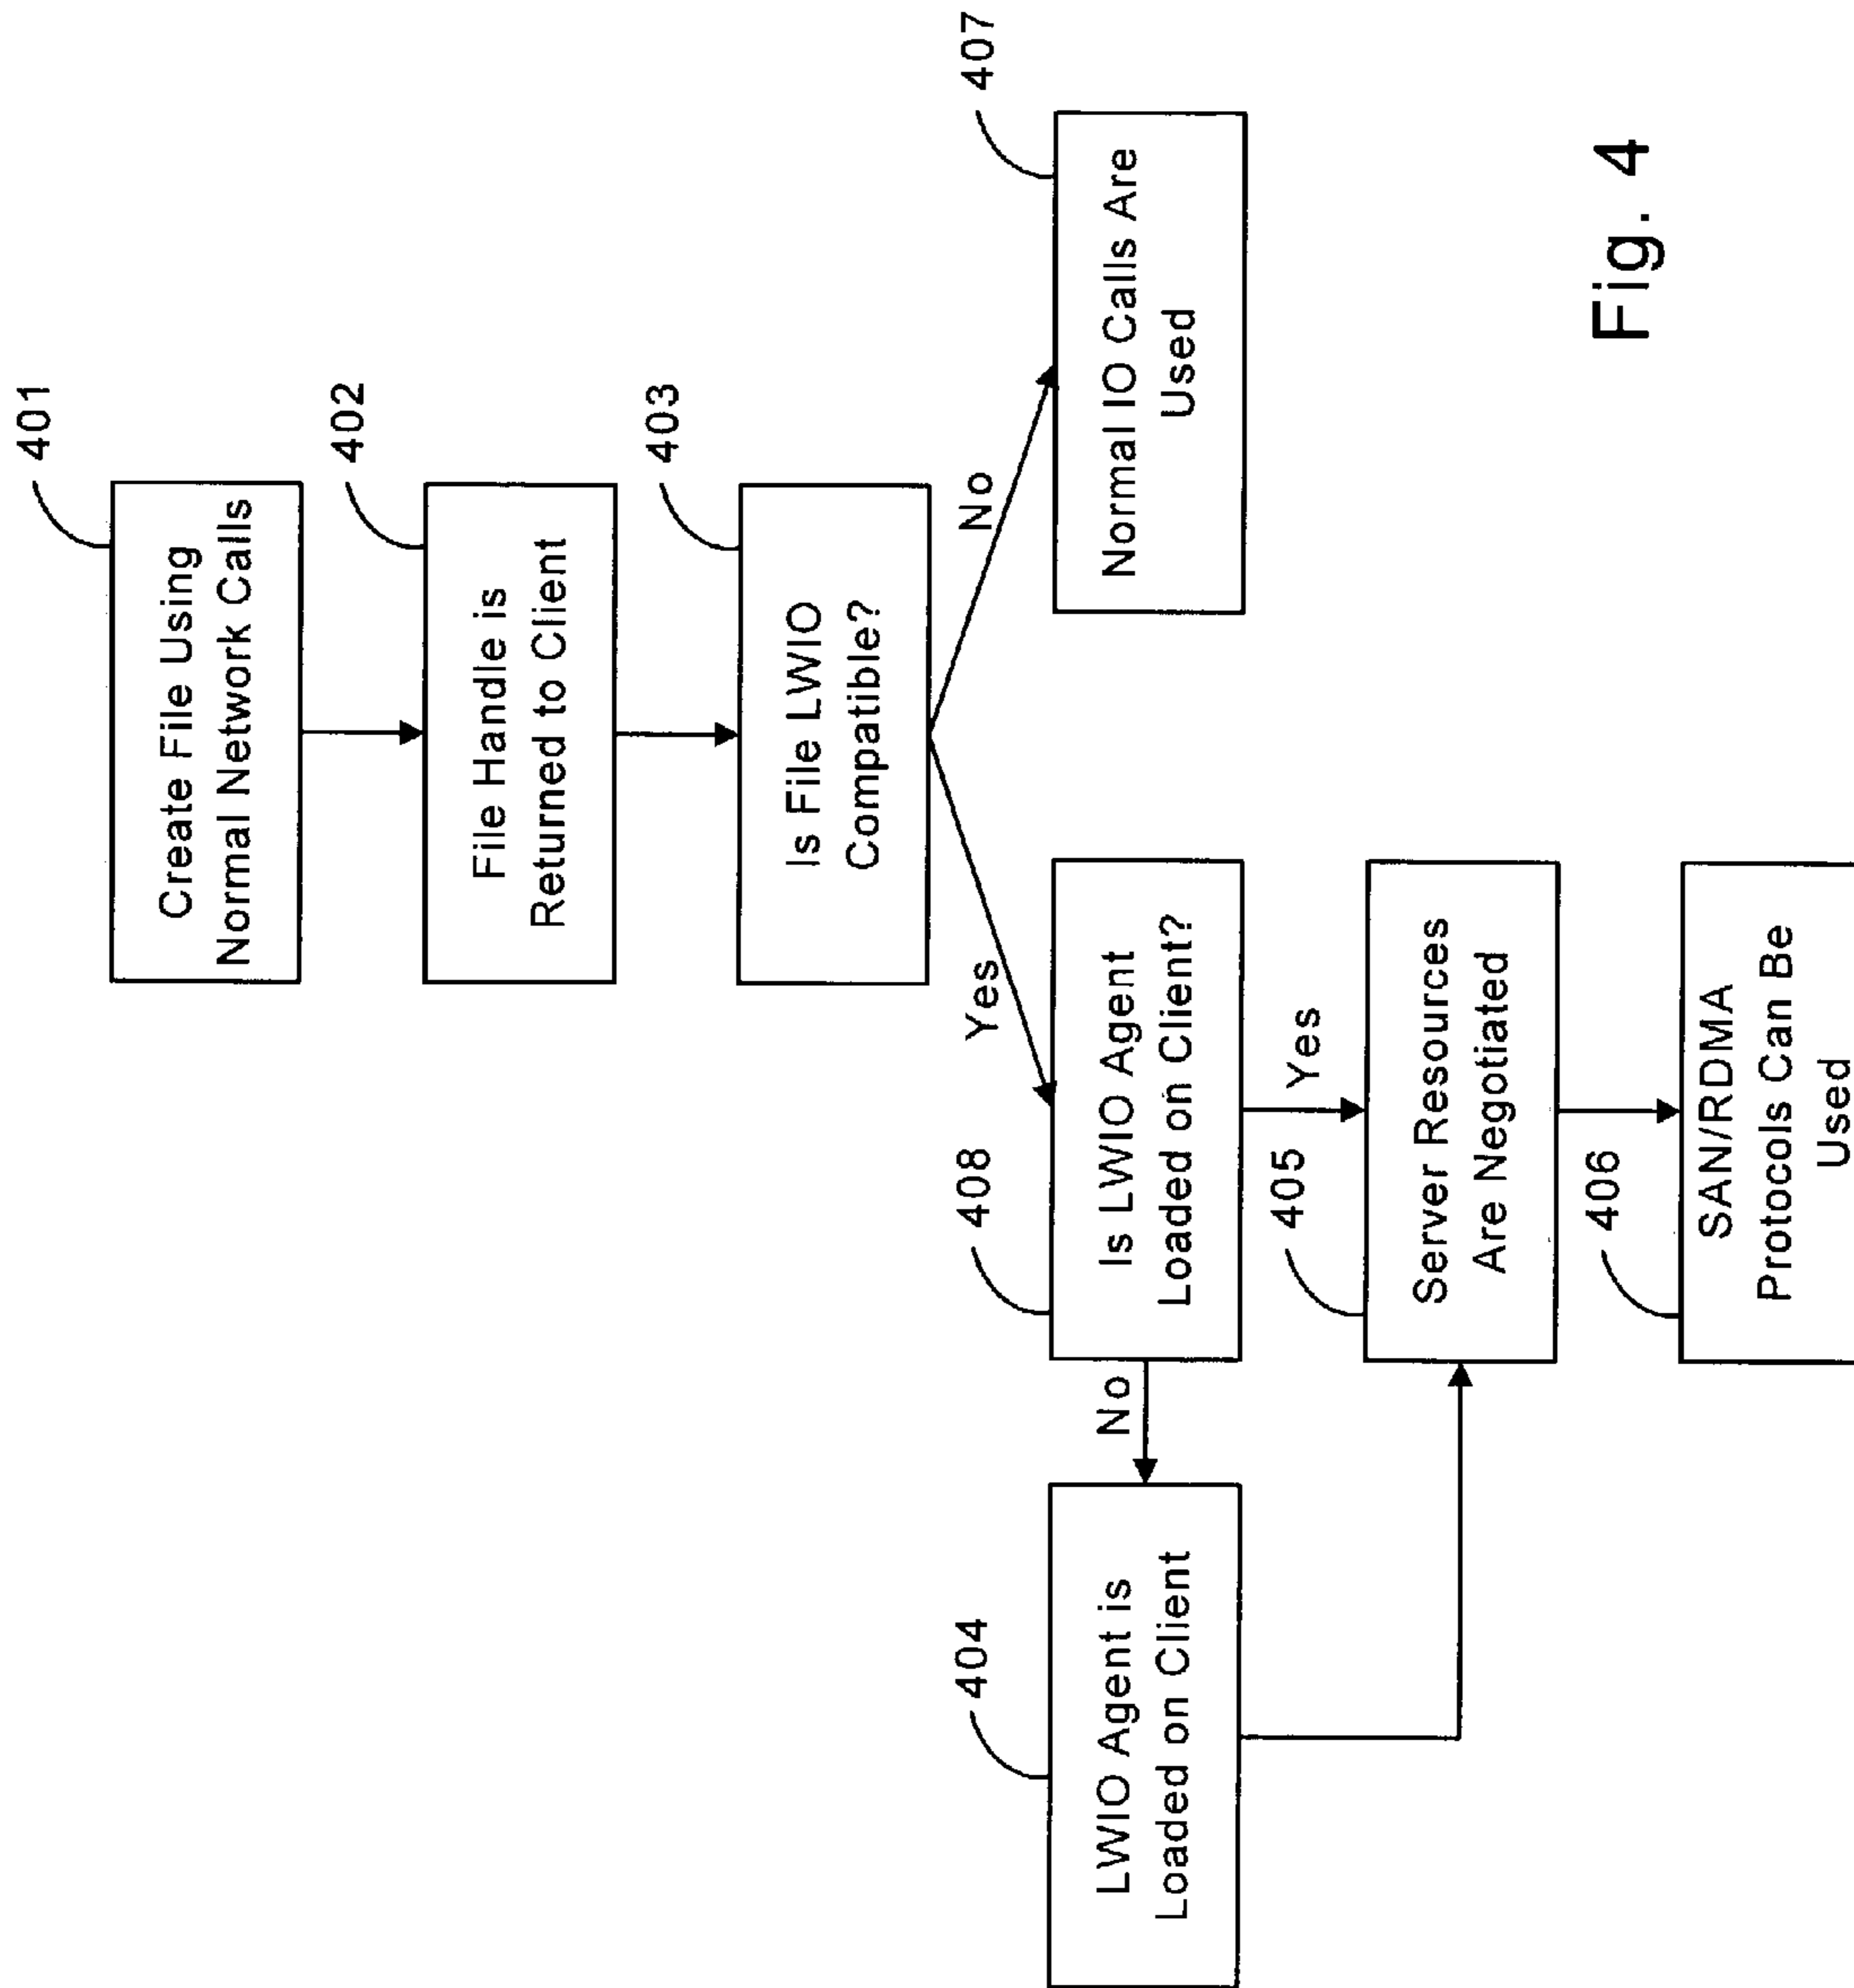 401
Create File Using
Normal Network Calls
402
File Handle is
Returned to Client
403
Is File LWIO
Compatible?
Yes
No
404
LWIO Agent is
Loaded on Client
No
408
Is LWIO Agent
Loaded on Client?
407
Normal IO Calls Are
Used
Yes
405
Server Resources
Are Negotiated
406
SAN/RDMA
Protocols Can Be
Used
Fig. 4